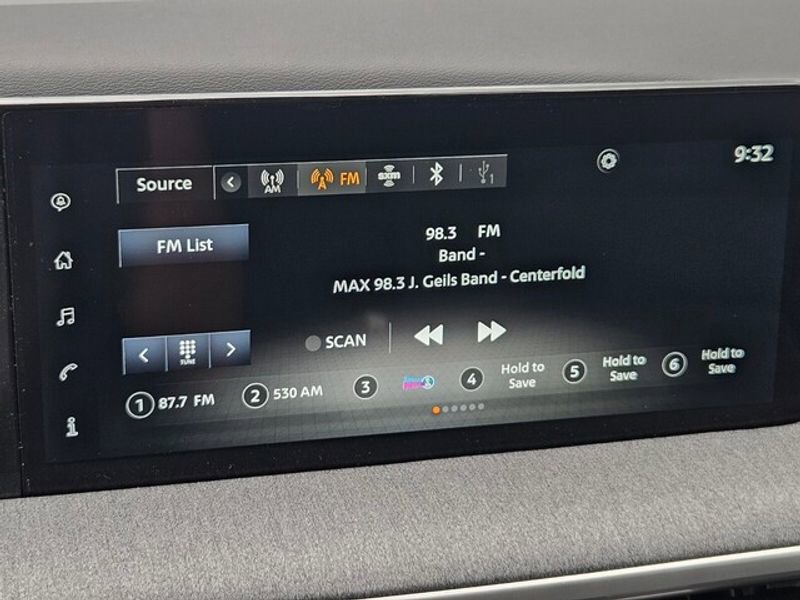 9:32
Source AM FM sxm 1
FM List
98.3 FM
Band -
MAX 98.3 J. Geils Band - Centerfold
TUNE SCAN
1 87.7 FM 2 530 AM 3 4 Hold to Save 5 Hold to Save 6 Hold to Save